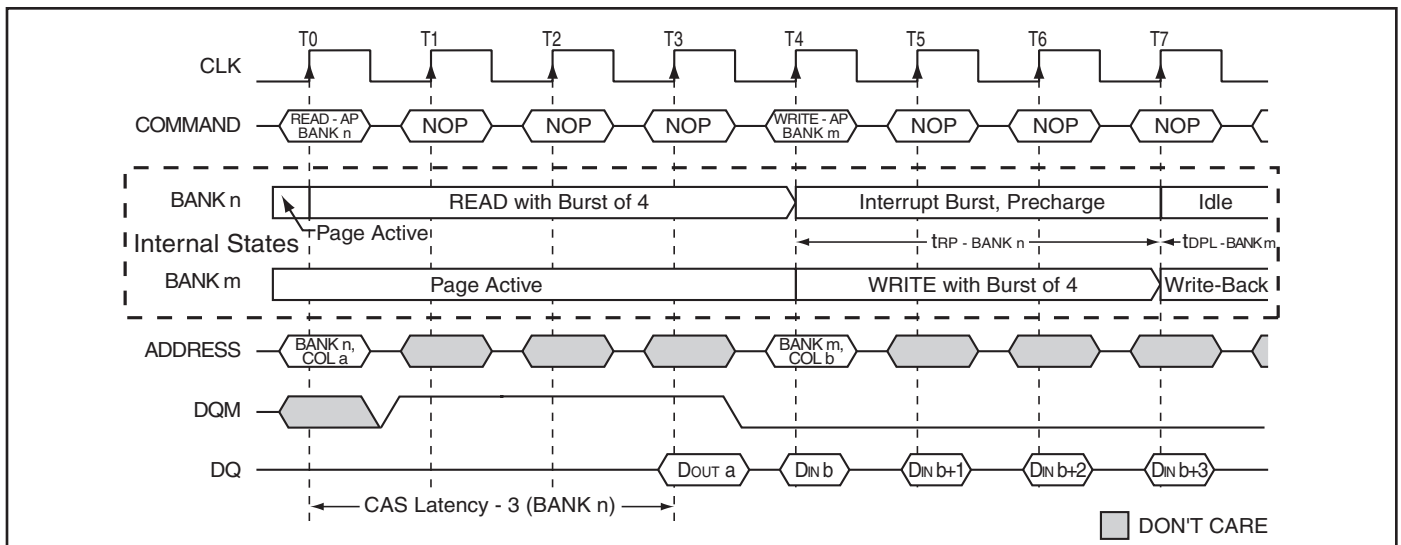 T0 T1 T2 T3 T4 T5 T6 T7
CLK
COMMAND READ - AP BANK n NOP NOP NOP WRITE - AP BANK m NOP NOP NOP
BANK n READ with Burst of 4 Interrupt Burst, Precharge Idle
Internal States Page Active tRP - BANK n tDPL - BANK m
BANK m Page Active WRITE with Burst of 4 Write-Back
ADDRESS BANK n, COL a BANK m, COL b
DQM
DQ DOUT a DIN b DIN b+1 DIN b+2 DIN b+3
CAS Latency - 3 (BANK n)
DON'T CARE